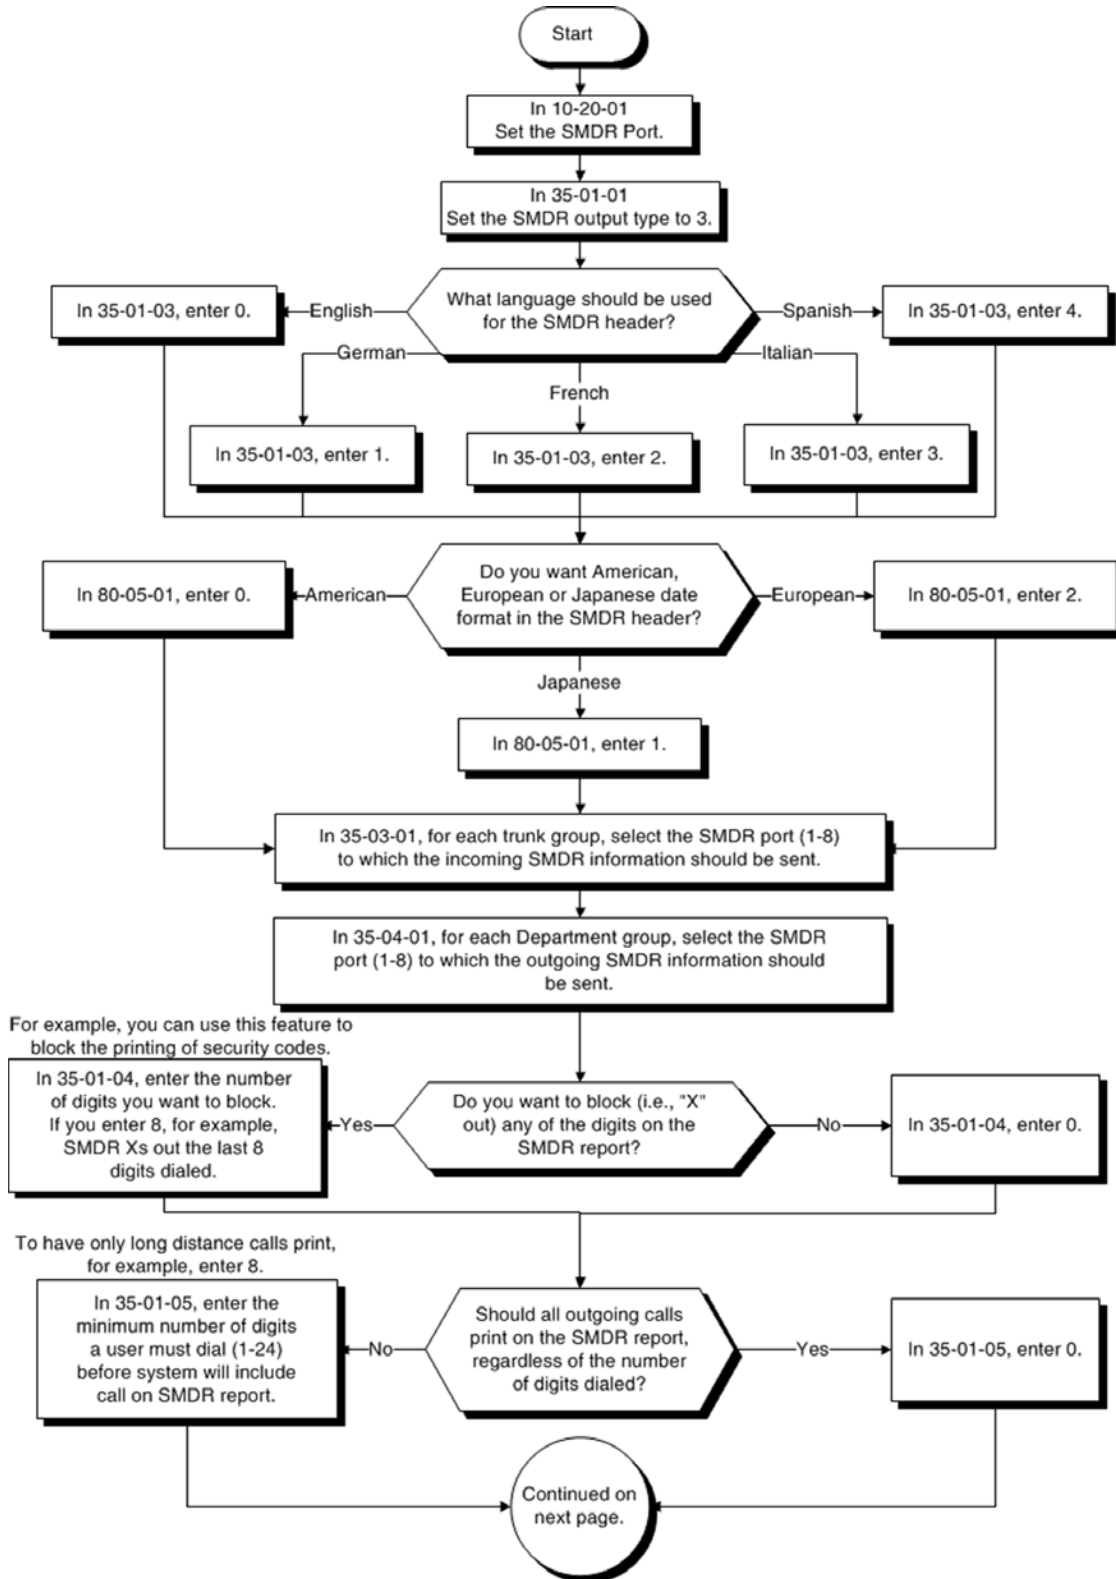 Start
In 10-20-01
Set the SMDR Port.
In 35-01-01
Set the SMDR output type to 3.
What language should be used
for the SMDR header?
English
In 35-01-03, enter 0.
Spanish
In 35-01-03, enter 4.
German
Italian
French
In 35-01-03, enter 1.
In 35-01-03, enter 2.
In 35-01-03, enter 3.
Do you want American,
European or Japanese date
format in the SMDR header?
American
In 80-05-01, enter 0.
European
In 80-05-01, enter 2.
Japanese
In 80-05-01, enter 1.
In 35-03-01, for each trunk group, select the SMDR port (1-8)
to which the incoming SMDR information should be sent.
In 35-04-01, for each Department group, select the SMDR
port (1-8) to which the outgoing SMDR information should
be sent.
For example, you can use this feature to
block the printing of security codes.
In 35-01-04, enter the number
of digits you want to block.
If you enter 8, for example,
SMDR Xs out the last 8
digits dialed.
Yes
Do you want to block (i.e., "X"
out) any of the digits on the
SMDR report?
No
In 35-01-04, enter 0.
To have only long distance calls print,
for example, enter 8.
In 35-01-05, enter the
minimum number of digits
a user must dial (1-24)
before system will include
call on SMDR report.
No
Should all outgoing calls
print on the SMDR report,
regardless of the number
of digits dialed?
Yes
In 35-01-05, enter 0.
Continued on
next page.